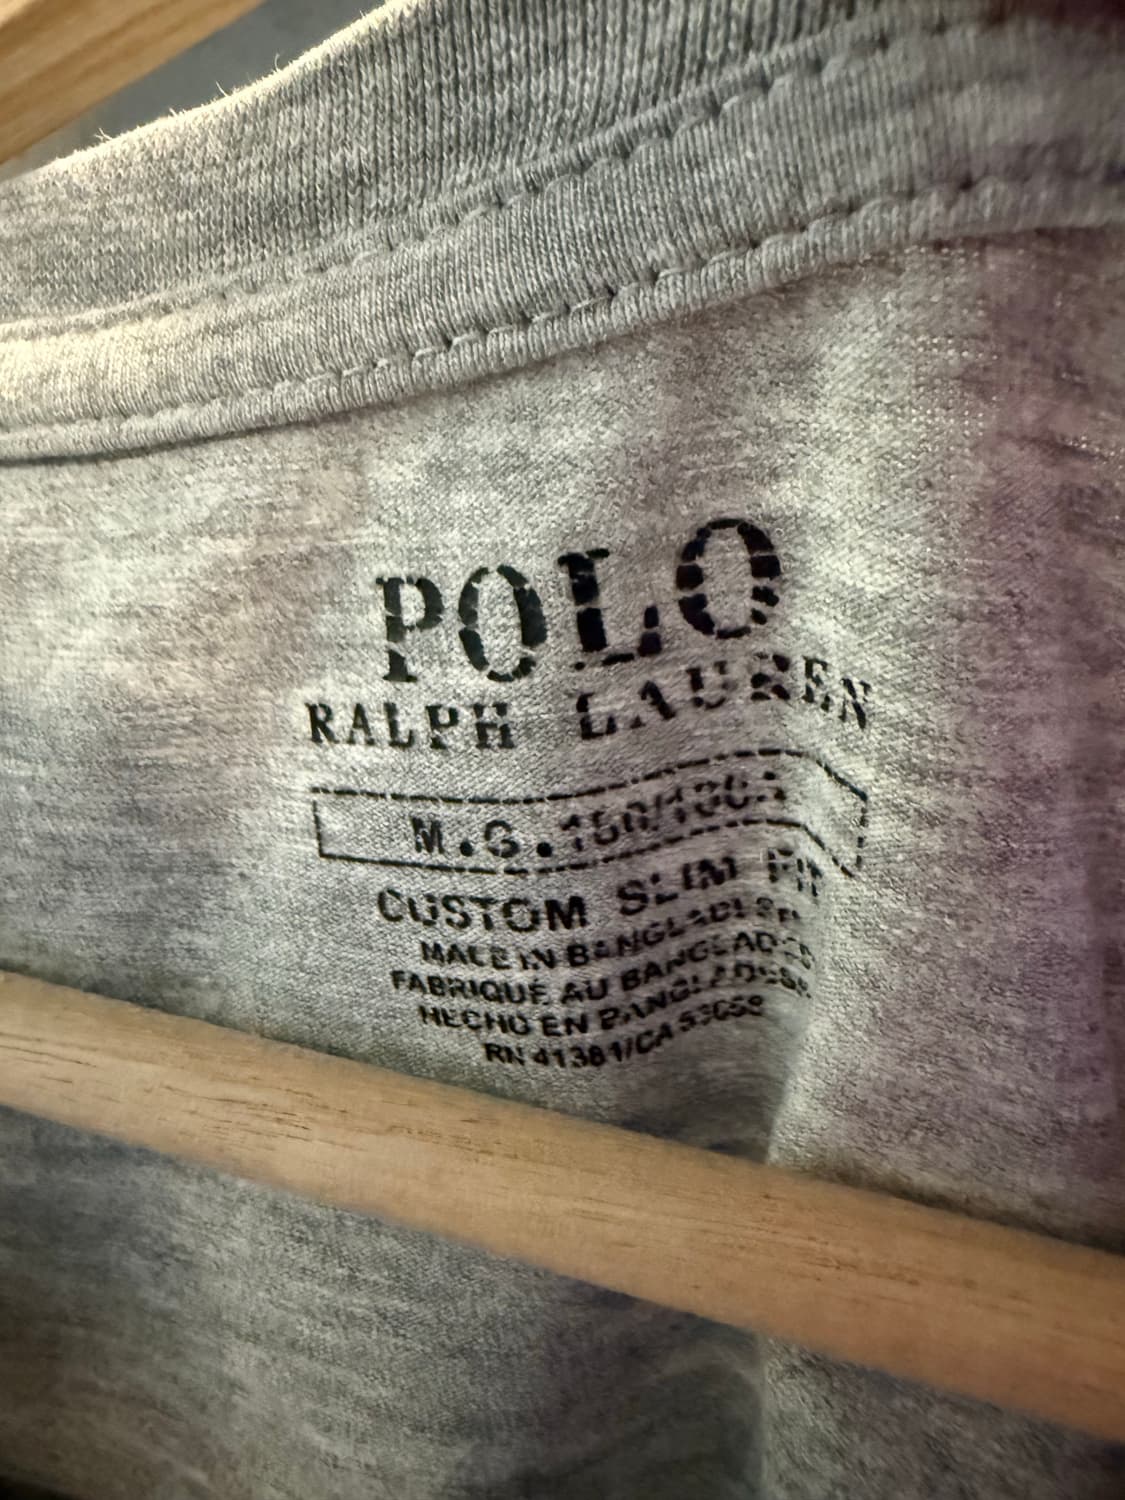 POLO
RALPH LAUREN
M.G.
CUSTOM SLIM FIT
MADE IN BANGLADESH
FABRIQUÉ AU BANGLADESH
HECHO EN BANGLADESH
RN 41381/CA 53058